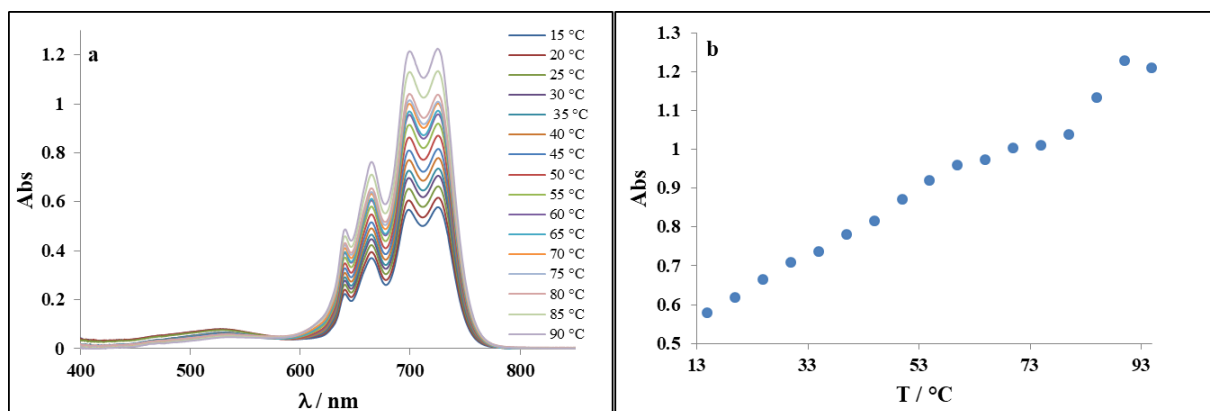 a
Abs
1.2
1
0.8
0.6
0.4
0.2
0
400
500
600
700
800
λ / nm
15 °C
20 °C
25 °C
30 °C
35 °C
40 °C
45 °C
50 °C
55 °C
60 °C
65 °C
70 °C
75 °C
80 °C
85 °C
90 °C
b
Abs
1.3
1.2
1.1
1
0.9
0.8
0.7
0.6
0.5
13
33
53
73
93
T / °C